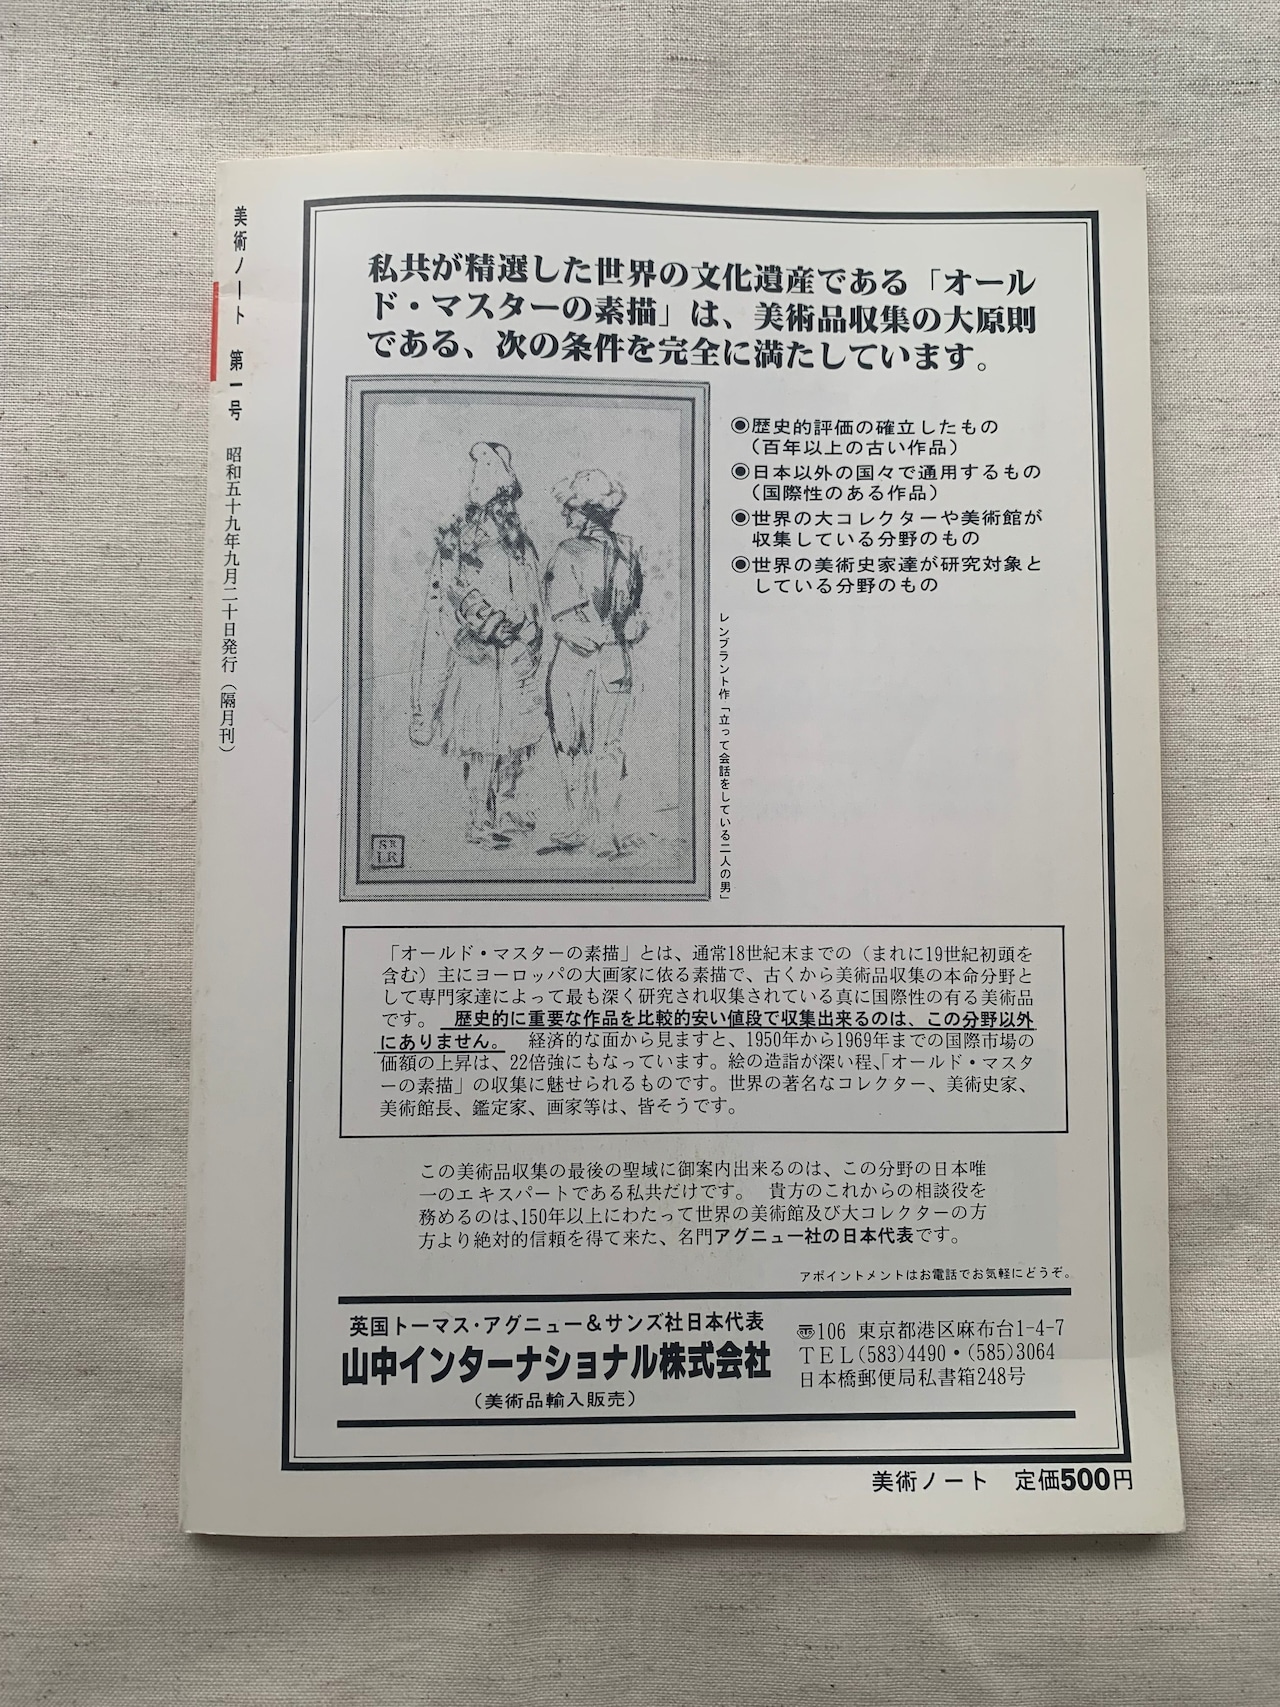 美術ノート 第一号 昭和五十九年九月二十日発行（隔月刊）
私共が精選した世界の文化遺産である「オール
ド・マスターの素描」は、美術品収集の大原則
である、次の条件を完全に満たしています。
◉歴史的評価の確立したもの
（百年以上の古い作品）
◉日本以外の国々で通用するもの
（国際性のある作品）
◉世界の大コレクターや美術館が
収集している分野のもの
◉世界の美術史家達が研究対象と
している分野のもの
レンブラント作「立って会話をしている二人の男」
「オールド・マスターの素描」とは、通常18世紀末までの（まれに19世紀初頭を
含む）主にヨーロッパの大画家に依る素描で、古くから美術品収集の本命分野と
して専門家達によって最も深く研究され収集されている真に国際性の有る美術品
です。 歴史的に重要な作品を比較的安い値段で収集出来るのは、この分野以外
にありません。 経済的な面から見ますと、1950年から1969年までの国際市場の
価額の上昇は、22倍強にもなっています。絵の造詣が深い程、「オールド・マスタ
ーの素描」の収集に魅せられるものです。世界の著名なコレクター、美術史家、
美術館長、鑑定家、画家等は、皆そうです。
この美術品収集の最後の聖域に御案内出来るのは、この分野の日本唯
一のエキスパートである私共だけです。 貴方のこれからの相談役を
務めるのは、150年以上にわたって世界の美術館及び大コレクターの方
方より絶対的信頼を得て来た、名門アグニュー社の日本代表です。
アポイントメントはお電話でお気軽にどうぞ。
英国トーマス・アグニュー＆サンズ社日本代表
山中インターナショナル株式会社
（美術品輸入販売）
〠106 東京都港区麻布台1-4-7
TEL(583)4490・(585)3064
日本橋郵便局私書箱248号
美術ノート 定価500円